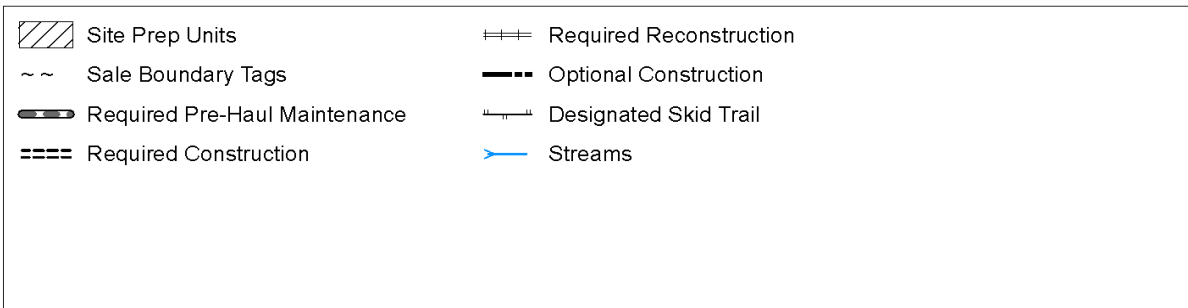 Site Prep Units
Sale Boundary Tags
Required Pre-Haul Maintenance
Required Construction
Required Reconstruction
Optional Construction
Designated Skid Trail
Streams